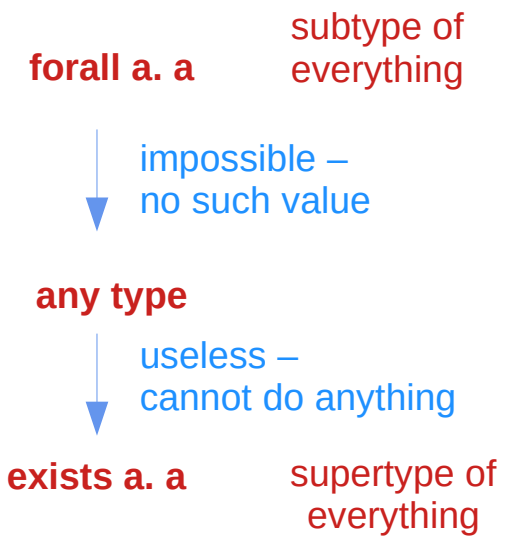 forall a. a
subtype of
everything
impossible –
no such value
any type
useless –
cannot do anything
exists a. a
supertype of
everything